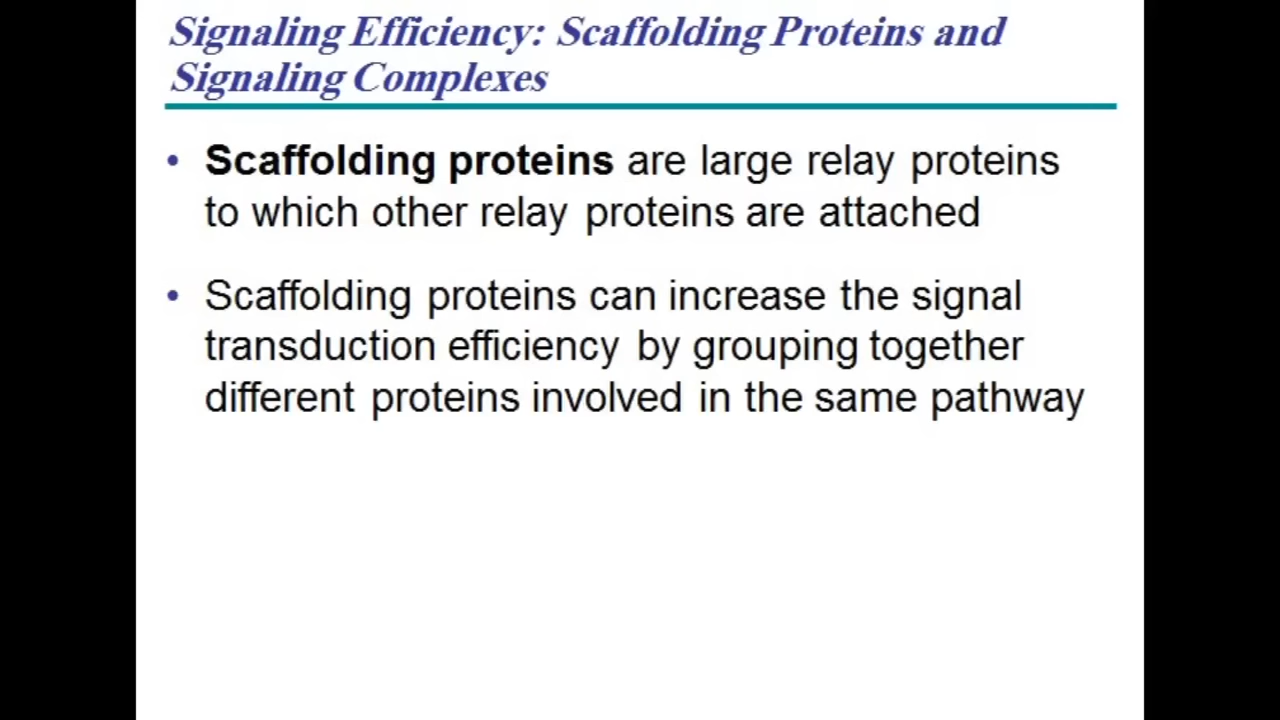 Signaling Efficiency: Scaffolding Proteins and
Signaling Complexes
• Scaffolding proteins are large relay proteins
to which other relay proteins are attached
• Scaffolding proteins can increase the signal
transduction efficiency by grouping together
different proteins involved in the same pathway